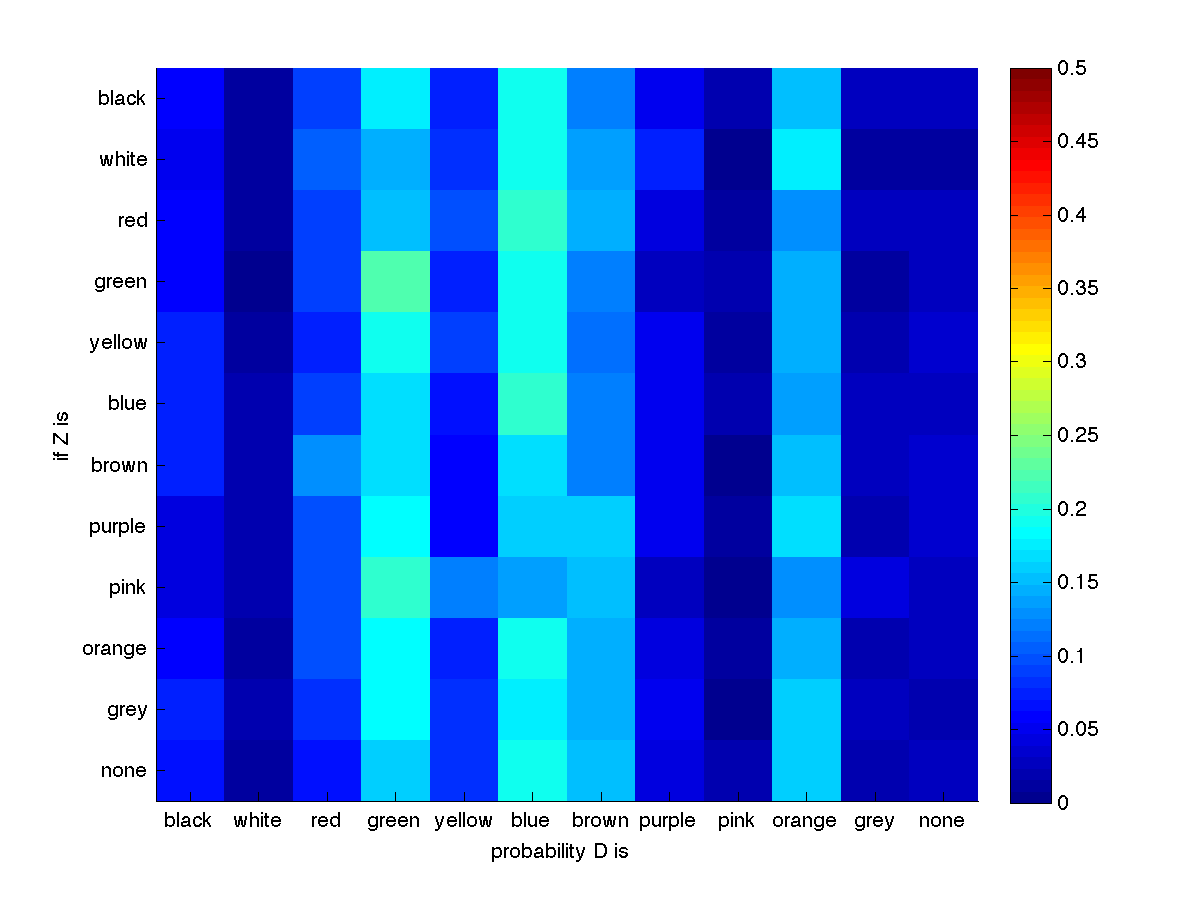 black
white
red
green
yellow
blue
brown
purple
pink
orange
grey
none
if Z is
black white red green yellow blue brown purple pink orange grey none
probability D is
0.5
0.45
0.4
0.35
0.3
0.25
0.2
0.15
0.1
0.05
0